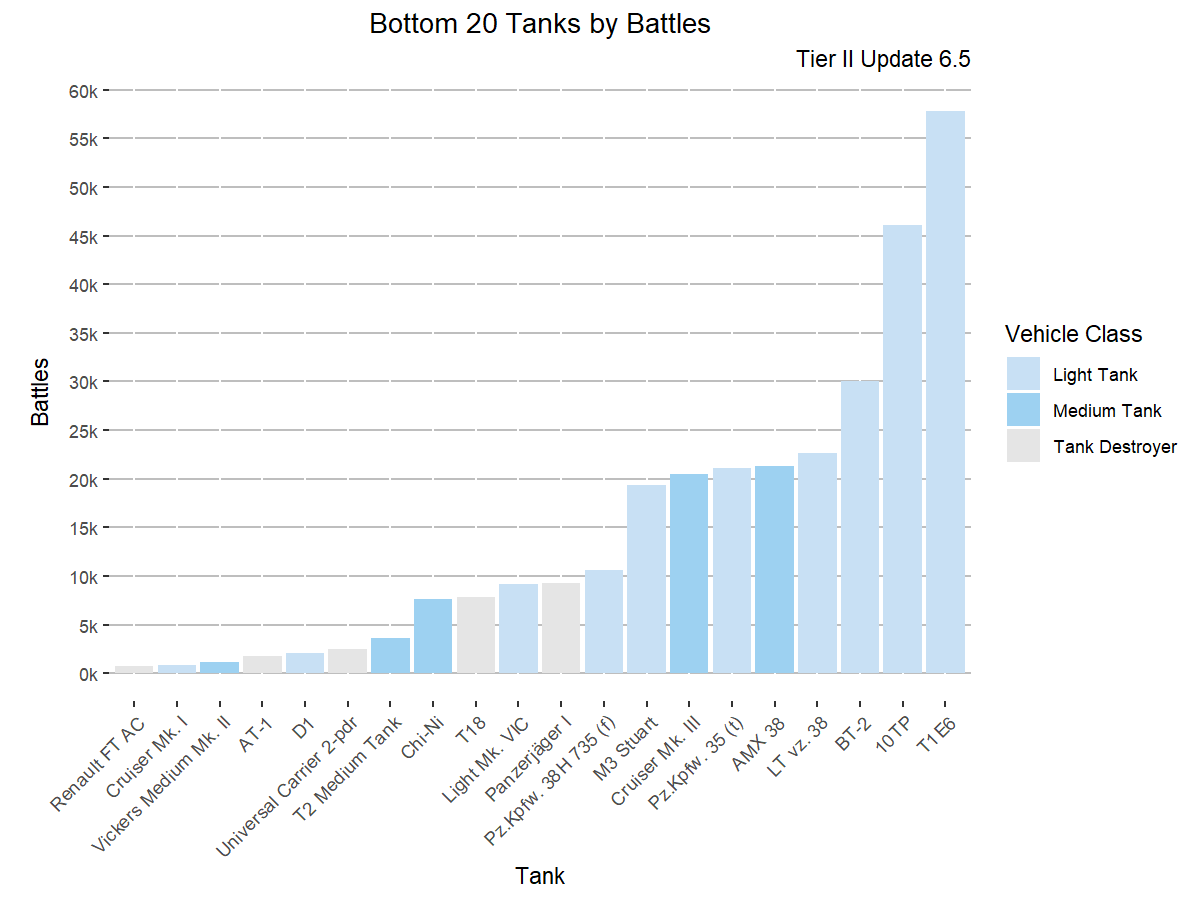 Bottom 20 Tanks by Battles
Tier II Update 6.5
60k
55k
50k
45k
40k
35k
30k
25k
20k
15k
10k
5k
0k
Battles
Renault FT AC
Cruiser Mk. I
Vickers Medium Mk. II
AT-1
D1
Universal Carrier 2-pdr
T2 Medium Tank
Chi-Ni
T18
Light Mk. VIC
Panzerjäger I
Pz.Kpfw. 38H 735 (f)
M3 Stuart
Cruiser Mk. III
Pz.Kpfw. 35 (t)
AMX 38
LT vz. 38
BT-2
10TP
T1E6
Tank
Vehicle Class
Light Tank
Medium Tank
Tank Destroyer